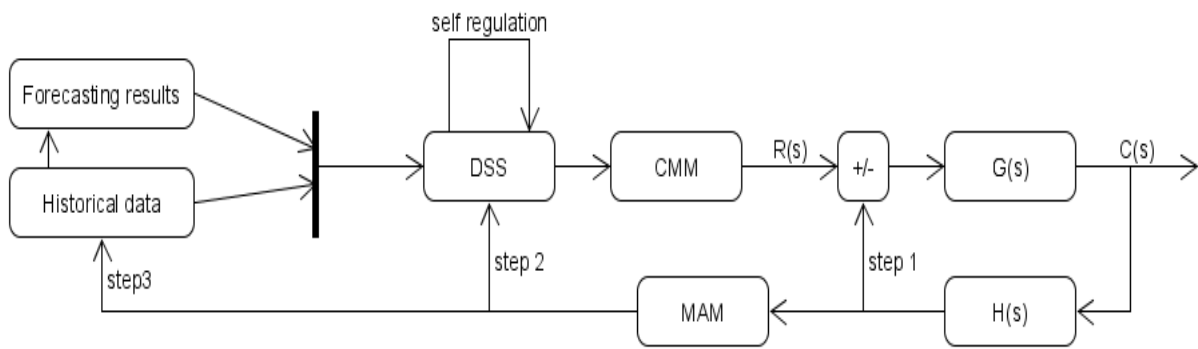 self regulation
Forecasting results
Historical data
DSS
CMM
R(s)
+/-
G(s)
C(s)
step3
step 2
step 1
MAM
H(s)